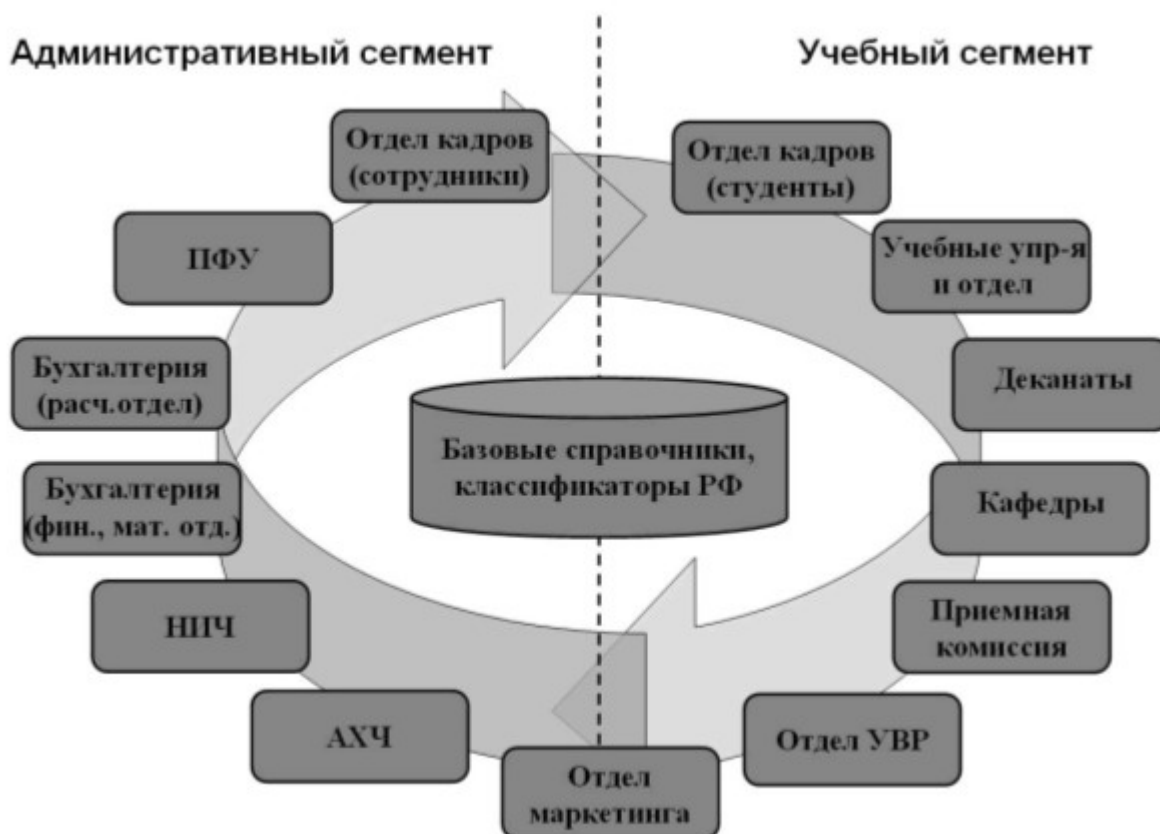 Административный сегмент
Учебный сегмент
Отдел кадров
(сотрудники)
Отдел кадров
(студенты)
ПФУ
Учебные упр-я
и отдел
Бухгалтерия
(расч.отдел)
Деканаты
Базовые справочники,
классификаторы РФ
Бухгалтерия
(фин., мат. отд.)
Кафедры
НИЧ
Приемная
комиссия
АХЧ
Отдел УВР
Отдел
маркетинга